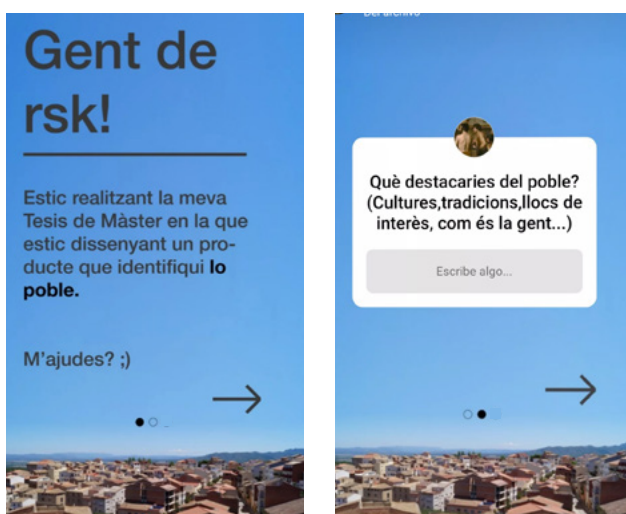 Gent de
rsk!
Estic realitzant la meva
Tesis de Màster en la que
estic dissenyant un pro-
ducte que identifiqui lo
poble.
M'ajudes? ;)
Del archivo
Què destacaries del poble?
(Cultures,tradicions,llocs de
interès, com és la gent...)
Escribe algo...